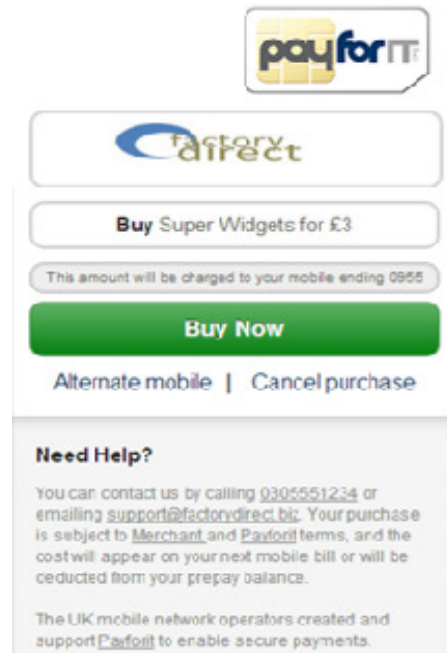 payforIT
factory
direct
Buy Super Widgets for £3
This amount will be charged to your mobile ending 0955
Buy Now
Alternate mobile | Cancel purchase
Need Help?
You can contact us by calling 0305551234 or
emailing support@factorydirect.biz. Your purchase
is subject to Merchant and Payforit terms, and the
cost will appear on your next mobile bill or will be
deducted from your prepay balance.
The UK mobile network operators created and
support Payforit to enable secure payments.